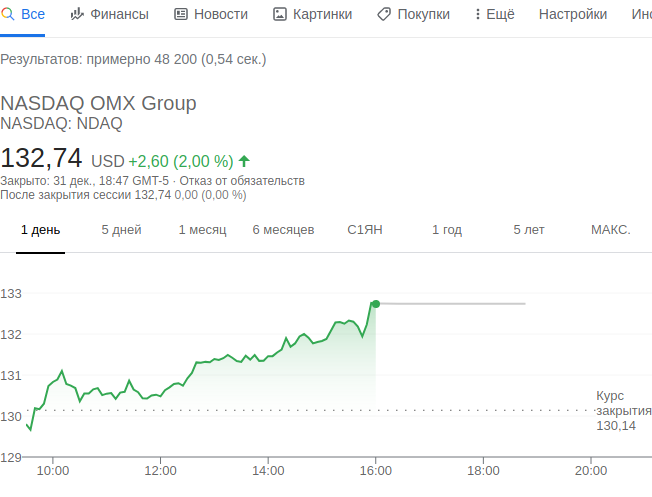 Все Финансы Новости Картинки Покупки Ещё Настройки Ин
Результатов: примерно 48 200 (0,54 сек.)
NASDAQ OMX Group
NASDAQ: NDAQ
132,74 USD +2,60 (2,00 %)
Закрыто: 31 дек., 18:47 GMT-5 · Отказ от обязательств
После закрытия сессии 132,74 0,00 (0,00 %)
1 день 5 дней 1 месяц 6 месяцев С1ЯН 1 год 5 лет МАКС.
133
132
131
130
129
Курс
закрытия
130,14
10:00 12:00 14:00 16:00 18:00 20:00